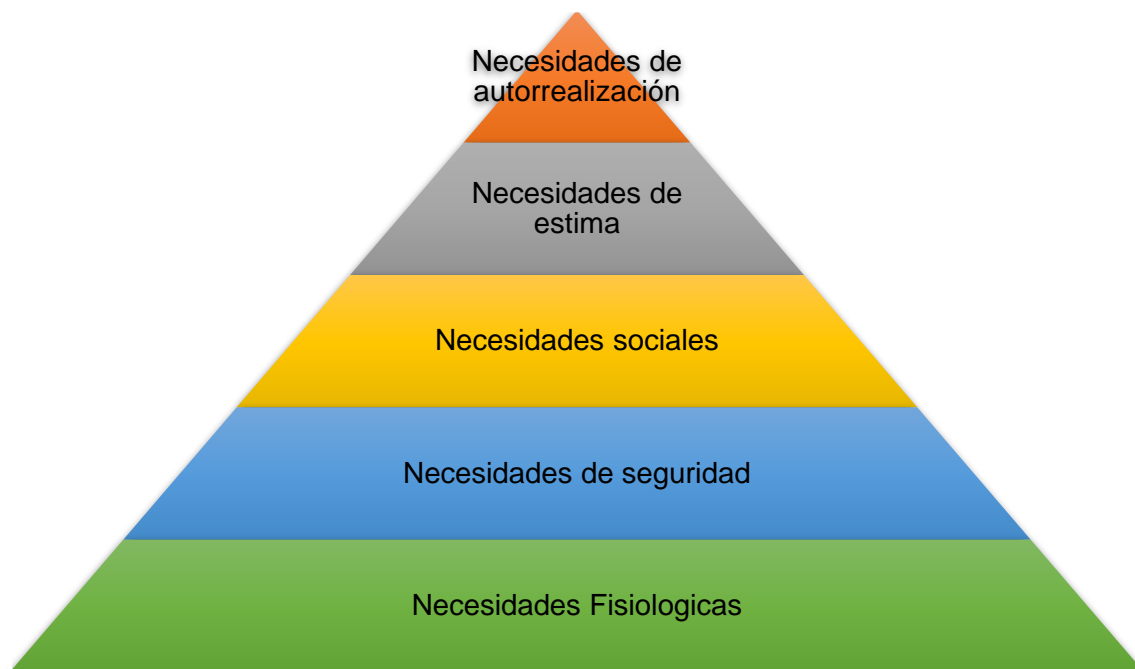 Necesidades de
autorrealización
Necesidades de
estima
Necesidades sociales
Necesidades de seguridad
Necesidades Fisiologicas